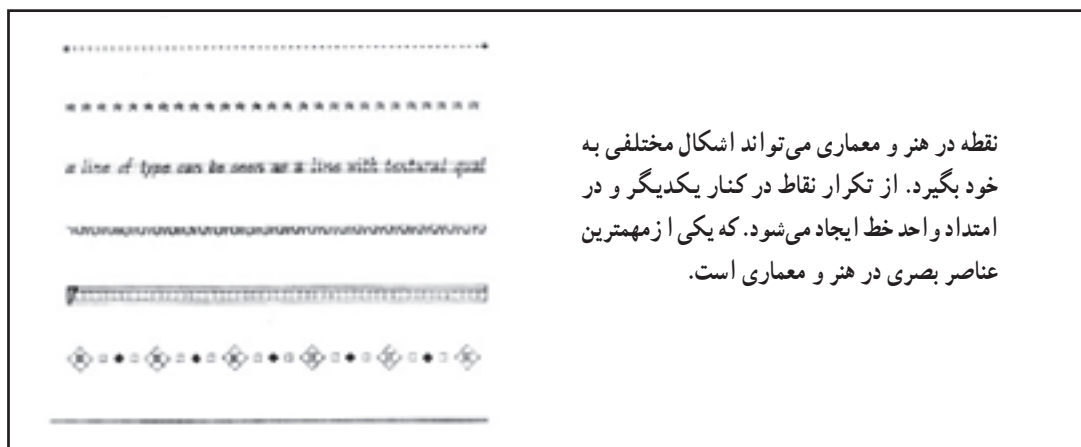 نقطه در هنر و معماری می‌تواند اشکال مختلفی به
خود بگیرد. از تکرار نقاط در کنار یکدیگر و در
امتداد واحد خط ایجاد می‌شود. که یکی ا زمهمترین
عناصر بصری در هنر و معماری است.
a line of type can be seen as a line with textural qual